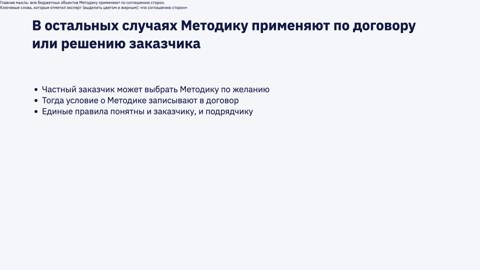 Главная мысль: вне бюджетных объектов Методику применяют по соглашению сторон.
Ключевые слова, которые отметил эксперт (выделить цветом и жирным): «по соглашению сторон»
В остальных случаях Методику применяют по договору
или решению заказчика
• Частный заказчик может выбрать Методику по желанию
• Тогда условие о Методике записывают в договор
• Единые правила понятны и заказчику, и подрядчику